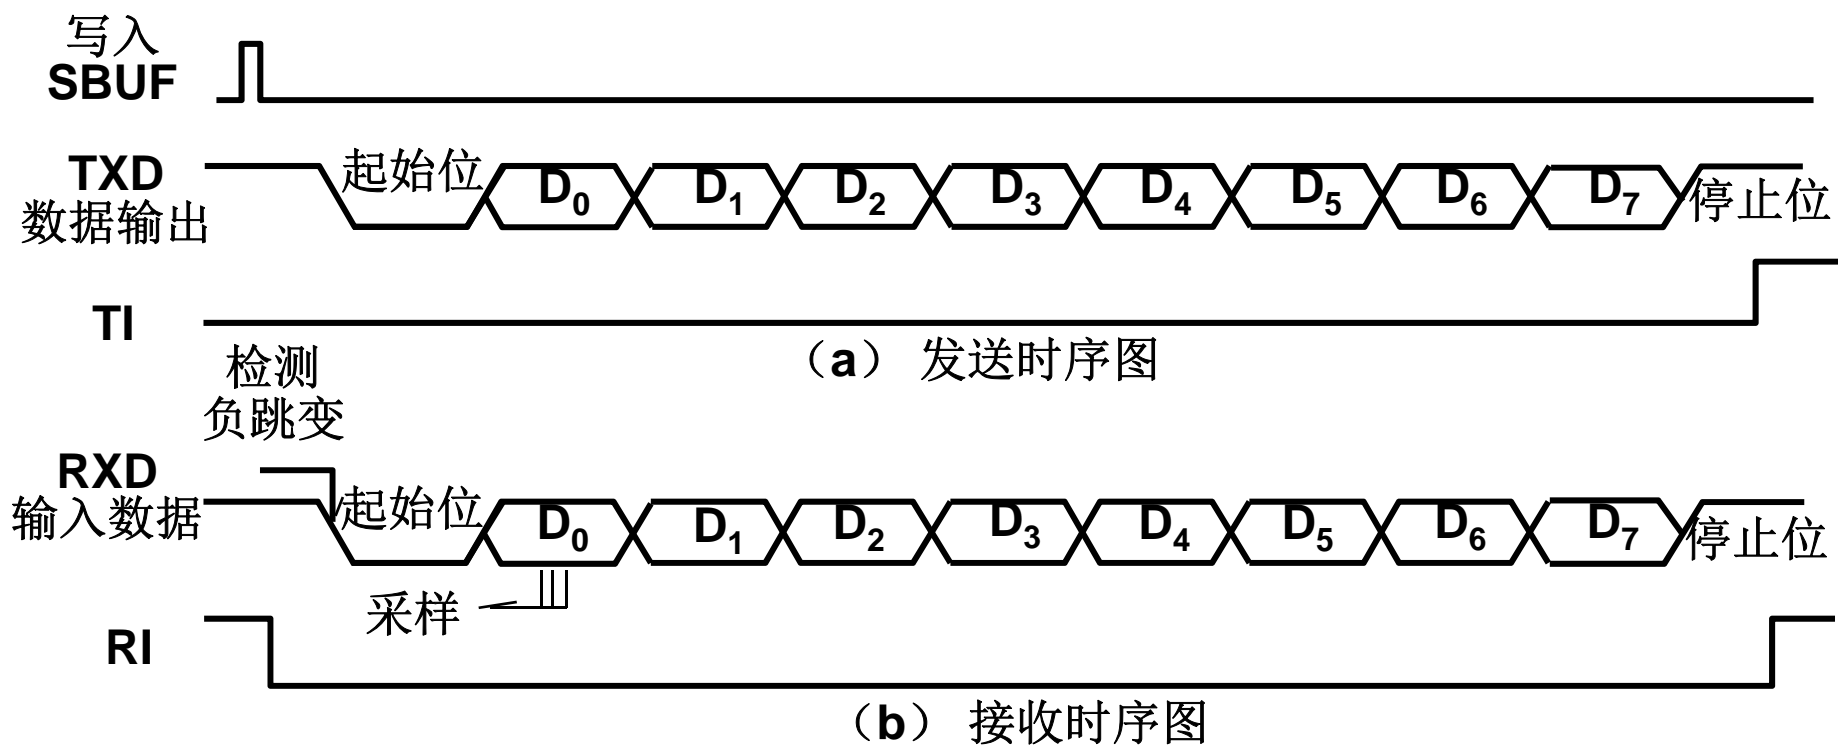 写入
SBUF
TXD
数据输出
起始位 D0 D1 D2 D3 D4 D5 D6 D7 停止位
TI
（a） 发送时序图
检测
负跳变
RXD
输入数据
起始位 D0 D1 D2 D3 D4 D5 D6 D7 停止位
采样
RI
（b） 接收时序图